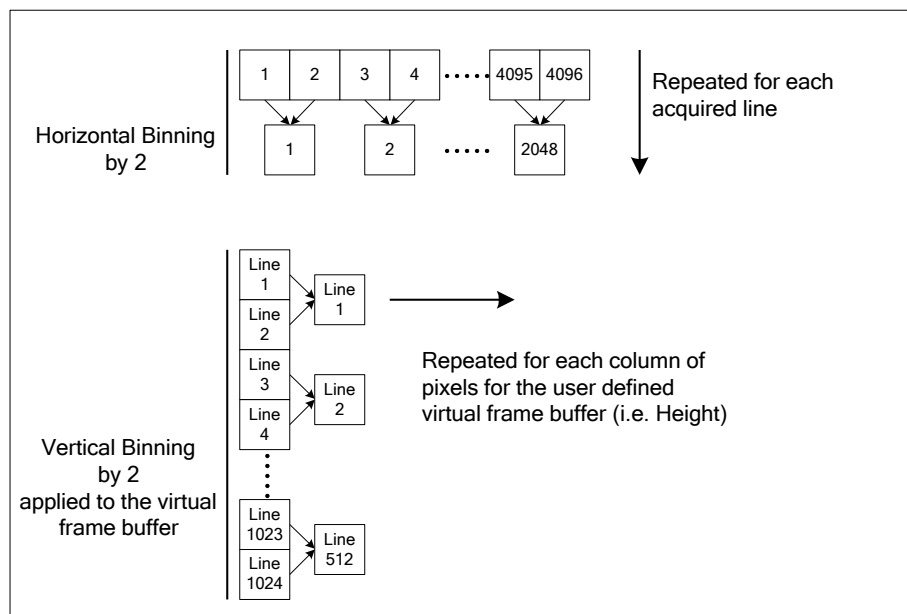 1 2 3 4 ..... 4095 4096
1 2 ..... 2048
Horizontal Binning
by 2
Repeated for each
acquired line
Line
1
Line
2
Line
3
Line
4
Line
1023
Line
1024
Line
1
Line
2
Line
512
Vertical Binning
by 2
applied to the virtual
frame buffer
Repeated for each column of
pixels for the user defined
virtual frame buffer (i.e. Height)